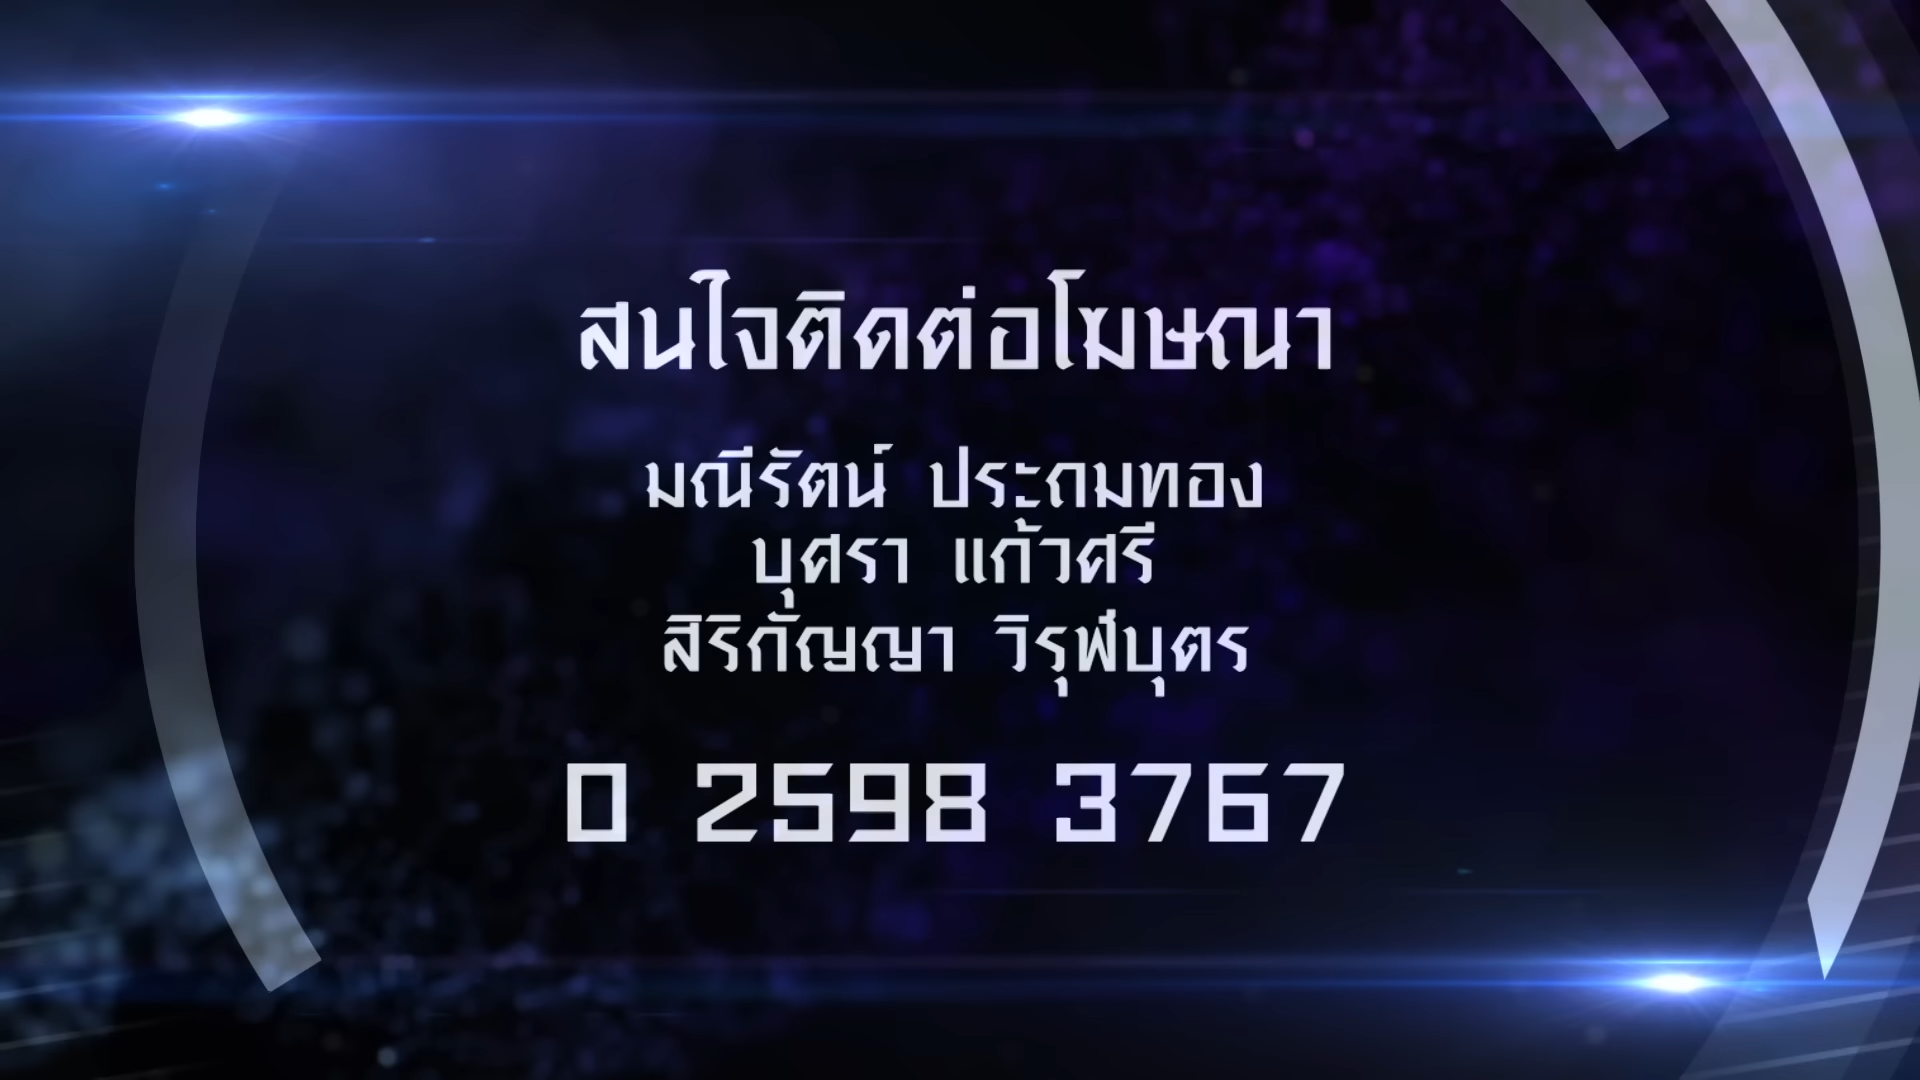 สนใจติดต่อโฆษณา
มณีรัตน์ ประถมทอง
บุศรา แก้วศรี
สิริกัญญา วิรุฬบุตร
0 2598 3767